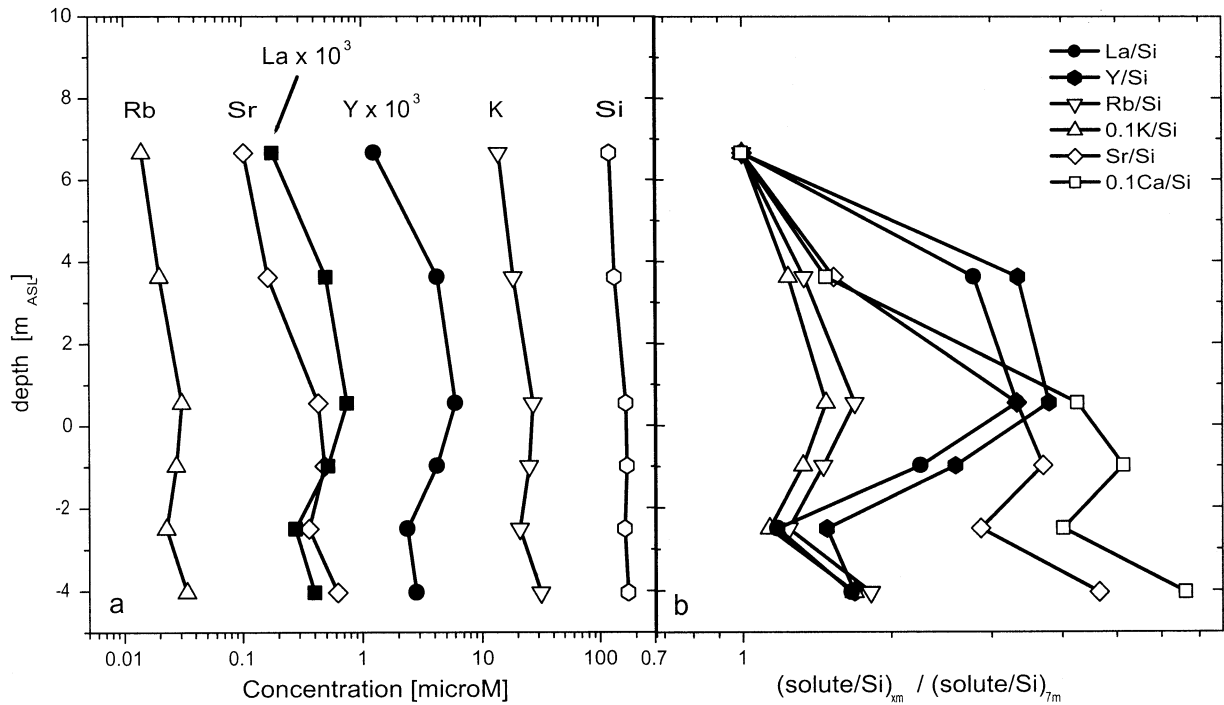 10
8
6
4
2
0
-2
-4
depth [m ASL]
La x 10³
Rb
Sr
Y x 10³
K
Si
a
0.01
0.1
1
10
100
Concentration [microM]
La/Si
Y/Si
Rb/Si
0.1K/Si
Sr/Si
0.1Ca/Si
b
0.7
1
(solute/Si)xm / (solute/Si)7m